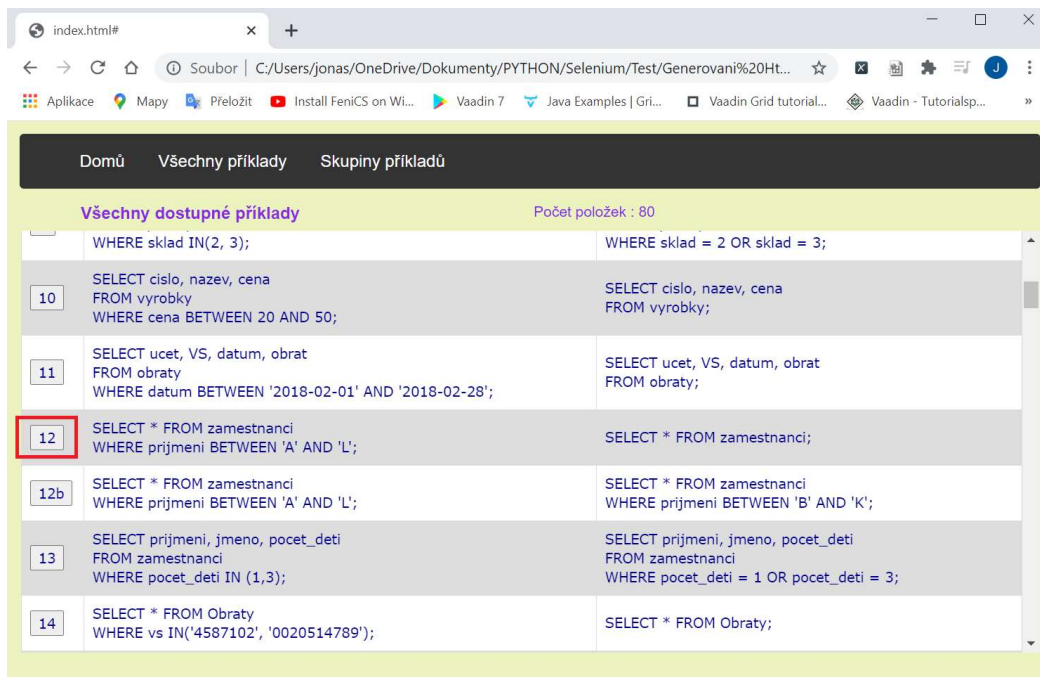 index.html#
Soubor | C:/Users/jonas/OneDrive/Dokumenty/PYTHON/Selenium/Test/Generovani%20Ht...
J
Aplikace Mapy Přeložit Install FeniCS on Wi... Vaadin 7 Java Examples | Gri... Vaadin Grid tutorial... Vaadin - Tutorialsp... »
Domů Všechny příklady Skupiny příkladů
Všechny dostupné příklady Počet položek : 80
WHERE sklad IN(2, 3);
WHERE sklad = 2 OR sklad = 3;
10
SELECT cislo, nazev, cena
FROM vyrobky
WHERE cena BETWEEN 20 AND 50;
SELECT cislo, nazev, cena
FROM vyrobky;
11
SELECT ucet, VS, datum, obrat
FROM obraty
WHERE datum BETWEEN '2018-02-01' AND '2018-02-28';
SELECT ucet, VS, datum, obrat
FROM obraty;
12
SELECT * FROM zamestnanci
WHERE prijmeni BETWEEN 'A' AND 'L';
SELECT * FROM zamestnanci;
12b
SELECT * FROM zamestnanci
WHERE prijmeni BETWEEN 'A' AND 'L';
SELECT * FROM zamestnanci
WHERE prijmeni BETWEEN 'B' AND 'K';
13
SELECT prijmeni, jmeno, pocet_deti
FROM zamestnanci
WHERE pocet_deti IN (1,3);
SELECT prijmeni, jmeno, pocet_deti
FROM zamestnanci
WHERE pocet_deti = 1 OR pocet_deti = 3;
14
SELECT * FROM Obraty
WHERE vs IN('4587102', '0020514789');
SELECT * FROM Obraty;